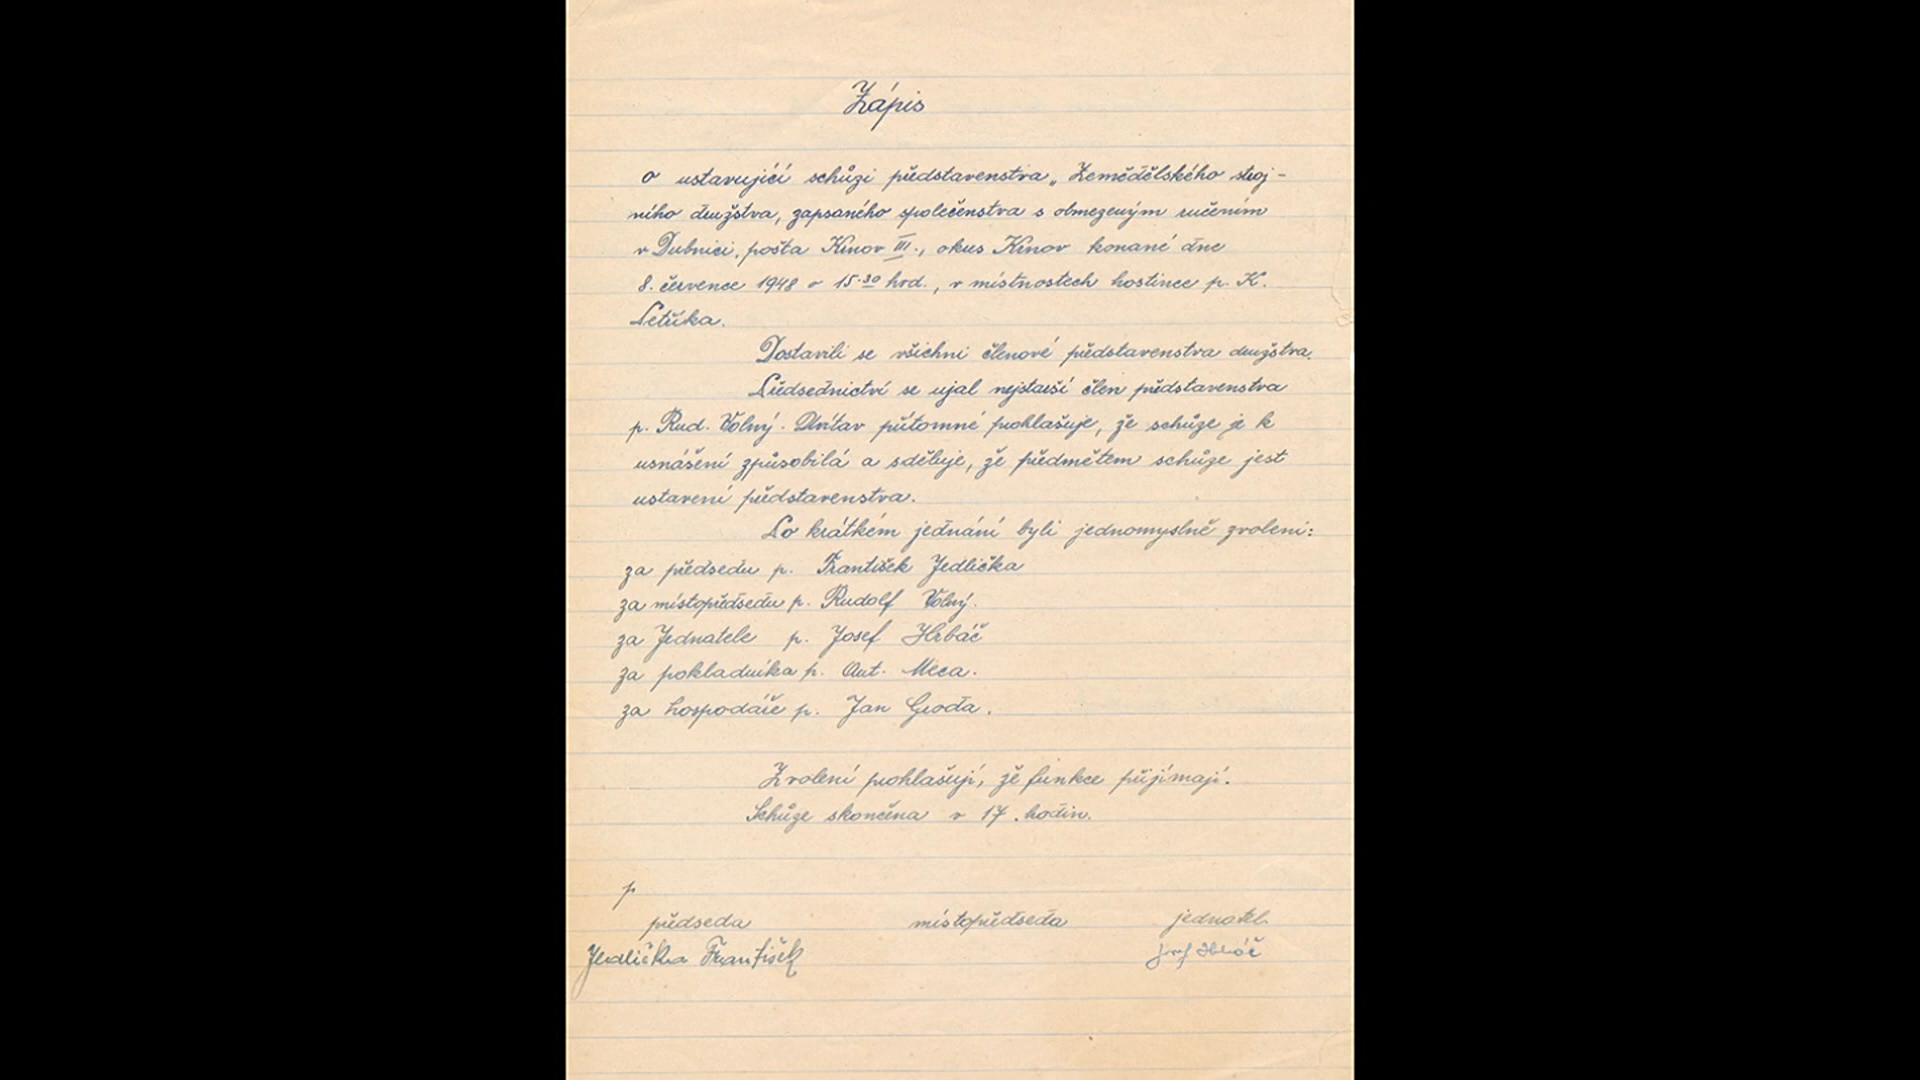 Zápis
o ustavující schůzi představenstva „Zemědělského stroj-
ního družstva, zapsaného společenstva s obmezeným ručením
v Dubnici, pošta Krnov III., okres Krnov konané dne
8. července 1948 o 15.30 hod., v místnostech hostince p. K.
Petříka.
Dostavili se všichni členové představenstva družstva.
Předsednictví se ujal nejstarší člen představenstva
p. Rud. Volný. Uvítav přítomné prohlašuje, že schůze je k
usnášení způsobilá a sděluje, že předmětem schůze jest
ustavení představenstva.
Po krátkém jednání byli jednomyslně zvoleni:
za předsedu p. František Jedlička
za místopředsedu p. Rudolf Volný.
za Jednatele p. Josef Hrbáč
za pokladníka p. Ant. Meca.
za hospodáře p. Jan Groda.
Zvolení prohlašují, že funkce přijímají.
Schůze skončena v 17. hodin.
p
předseda místopředseda jednatel
Jedlička František Josef Hrbáč